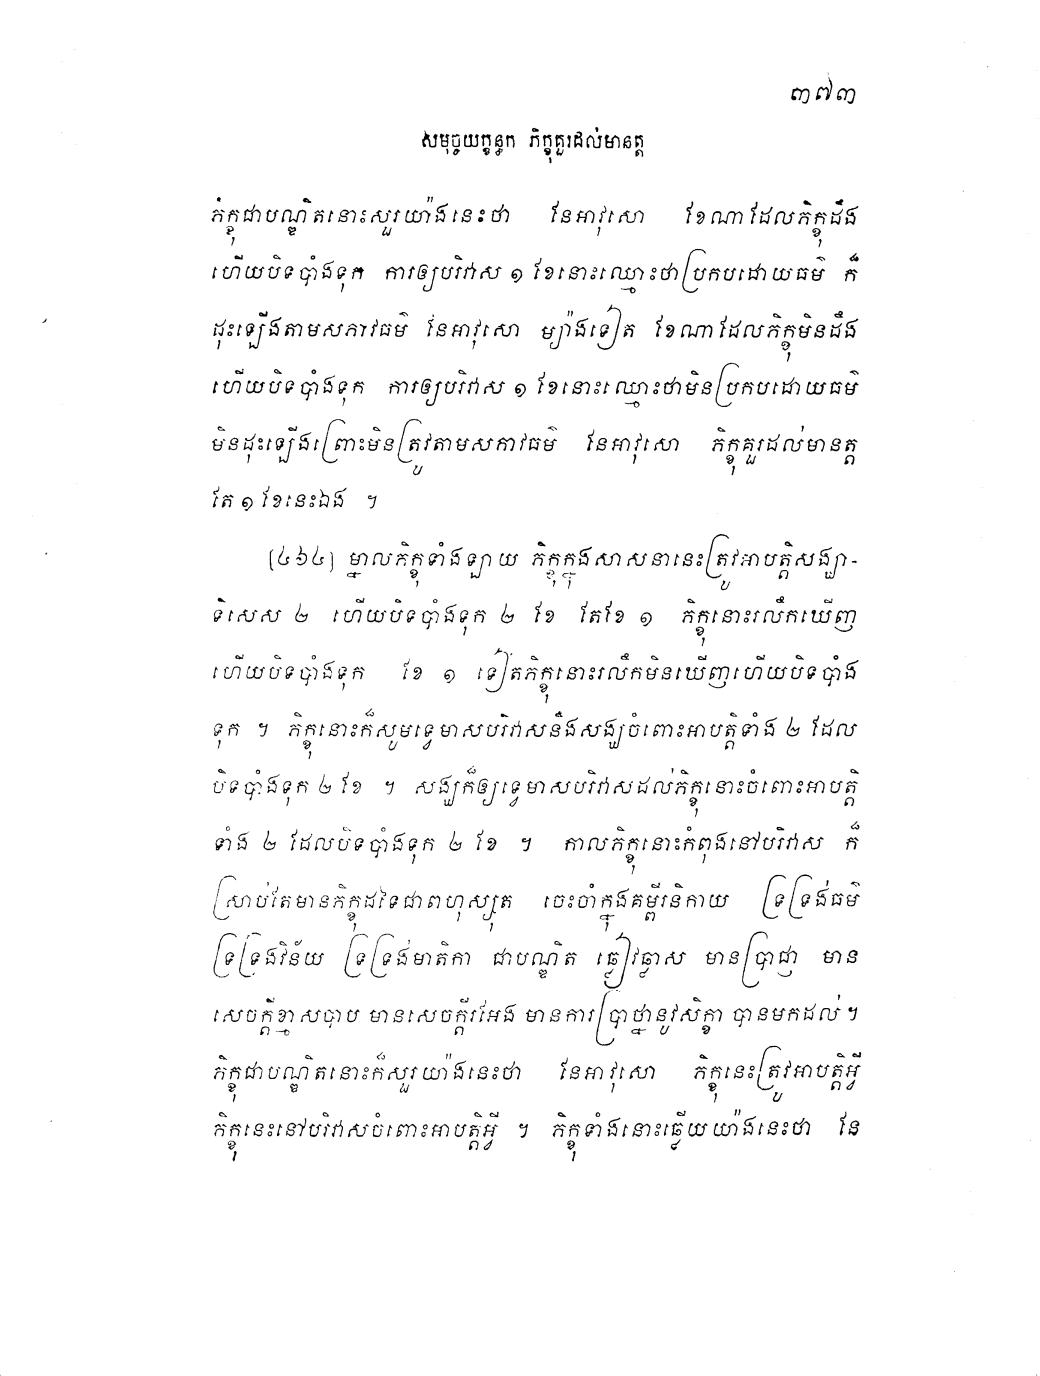 ៣៧៣
សមុច្ចយក្ខន្ធក ភិក្ខុគួរដល់មានត្ត
ភិក្ខុជាបណ្ឌិតនោះសួរយ៉ាងនេះថា នែអាវុសោ ខែណាដែលភិក្ខុដឹង
ហើយបិទបាំងទុក ការឲ្យបរិវាស ១ ខែនោះឈ្មោះថាប្រកបដោយធម៌ ក៏
ដុះឡើងតាមសភាវធម៌ នែអាវុសោ ម្យ៉ាងទៀត ខែណាដែលភិក្ខុមិនដឹង
ហើយបិទបាំងទុក ការឲ្យបរិវាស ១ ខែនោះឈ្មោះថាមិនប្រកបដោយធម៌
មិនដុះឡើងព្រោះមិនត្រូវតាមសភាវធម៌ នែអាវុសោ ភិក្ខុគួរដល់មានត្ត
តែ ១ ខែនេះឯង ។
[៤៦៤] ម្នាលភិក្ខុទាំងឡាយ ភិក្ខុក្នុងសាសនានេះត្រូវអាបត្តិសង្ឃា-
ទិសេស ២ ហើយបិទបាំងទុក ២ ខែ តែខែ ១ ភិក្ខុនោះរលឹកឃើញ
ហើយបិទបាំងទុក ខែ ១ ទៀតភិក្ខុនោះរលឹកមិនឃើញហើយបិទបាំង
ទុក ។ ភិក្ខុនោះក៏សូមទ្វេមាសបរិវាសនឹងសង្ឃចំពោះអាបត្តិទាំង ២ ដែល
បិទបាំងទុក ២ ខែ ។ សង្ឃក៏ឲ្យទ្វេមាសបរិវាសដល់ភិក្ខុនោះចំពោះអាបត្តិ
ទាំង ២ ដែលបិទបាំងទុក ២ ខែ ។ កាលភិក្ខុនោះកំពុងនៅបរិវាស ក៏
ស្រាប់តែមានភិក្ខុដទៃជាពហុស្សុត ចេះចាំក្នុងគម្ពីរនិកាយ ទ្រទ្រង់ធម៌
ទ្រទ្រង់វិន័យ ទ្រទ្រង់មាតិកា ជាបណ្ឌិត ឆ្លៀវឆ្លាស មានប្រាជ្ញា មាន
សេចក្តីខ្មាសបាប មានសេចក្តីរអែង មានការប្រាថ្នានូវសិក្ខា បានមកដល់ ។
ភិក្ខុជាបណ្ឌិតនោះក៏សួរយ៉ាងនេះថា នែអាវុសោ ភិក្ខុនេះត្រូវអាបត្តិអ្វី
ភិក្ខុនេះនៅបរិវាសចំពោះអាបត្តិអ្វី ។ ភិក្ខុទាំងនោះឆ្លើយយ៉ាងនេះថា នែ